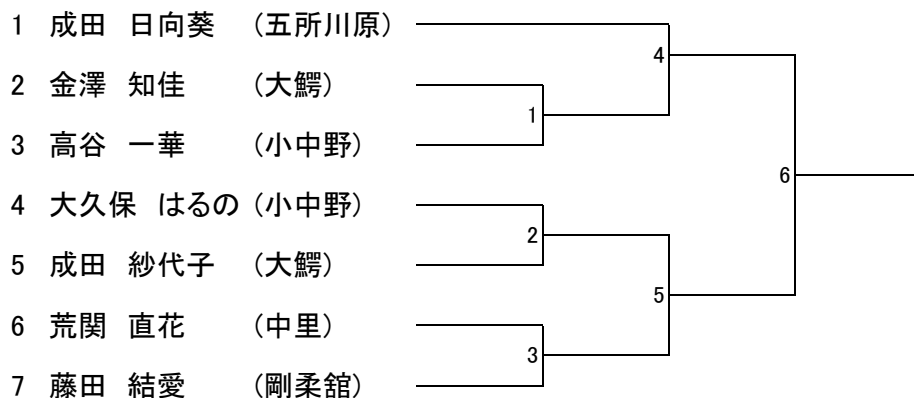 1 成田 日向葵 (五所川原)
4
2 金澤 知佳 (大鰐)
1
3 高谷 一華 (小中野)
6
4 大久保 はるの (小中野)
2
5 成田 紗代子 (大鰐)
5
6 荒関 直花 (中里)
3
7 藤田 結愛 (剛柔舘)